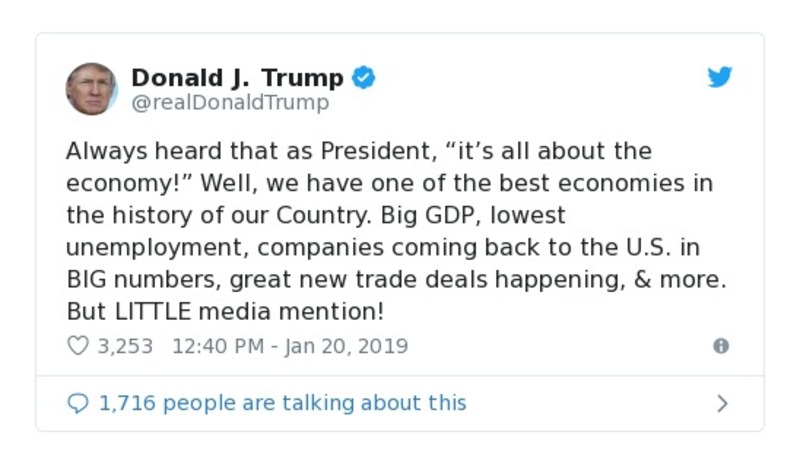 Donald J. Trump
@realDonaldTrump
Always heard that as President, “it’s all about the
economy!” Well, we have one of the best economies in
the history of our Country. Big GDP, lowest
unemployment, companies coming back to the U.S. in
BIG numbers, great new trade deals happening, & more.
But LITTLE media mention!
3,253 12:40 PM - Jan 20, 2019
1,716 people are talking about this